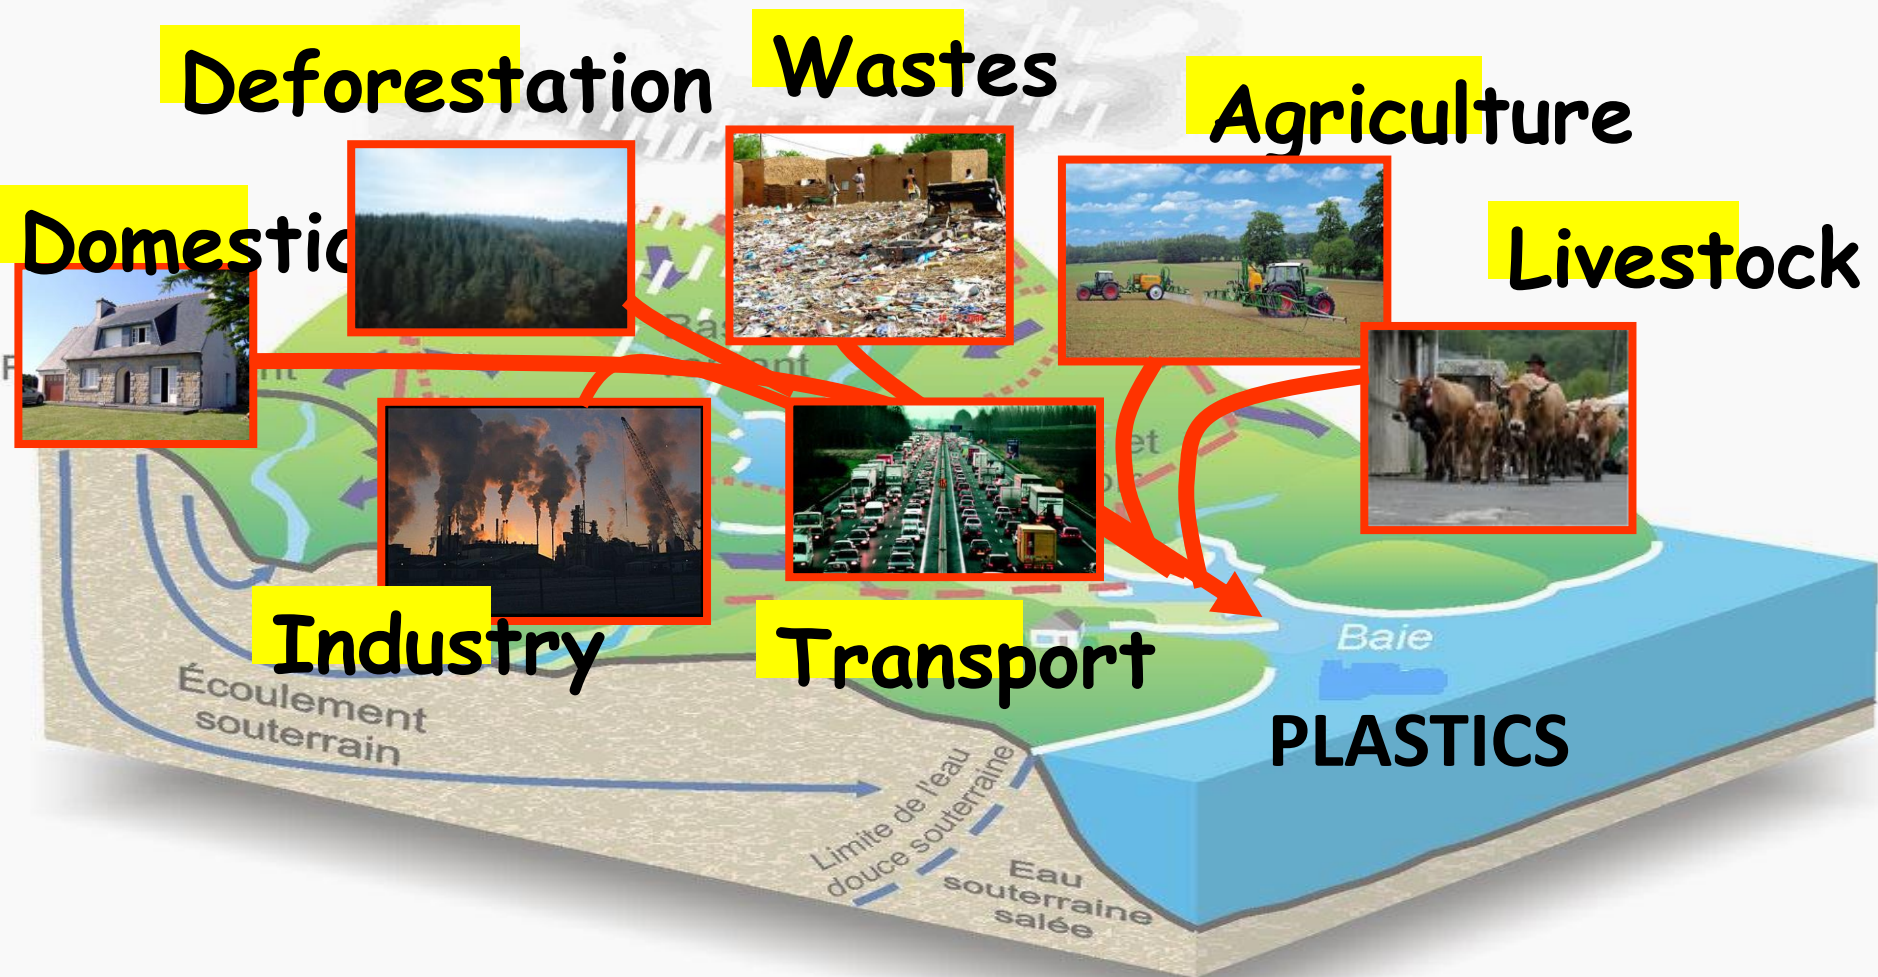 Deforestation
Wastes
Agriculture
Domestic
Livestock
Industry
Transport
Baie
PLASTICS
Écoulement
souterrain
Limite de l'eau
douce souterraine
Eau
souterraine
salée
et